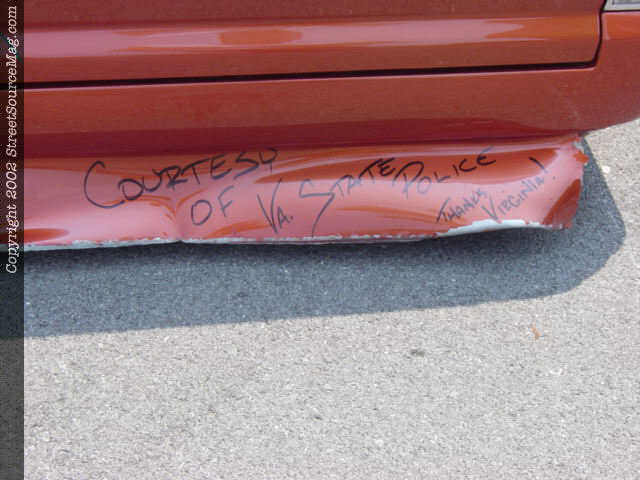 COURTESY
OF VA. STATE POLICE
THANKS
VIRGINIA!
Copyright 2002 StreetSourceMag.com